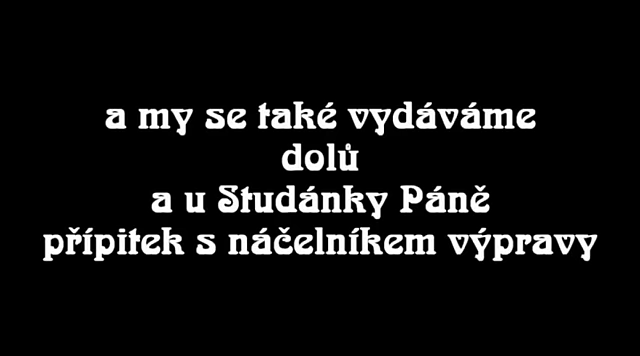 a my se také vydáváme
dolů
a u Studánky Páně
přípitek s náčelníkem výpravy